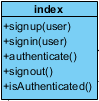 index
+signup(user)
+signin(user)
+authenticate()
+signout()
+isAuthenticated()